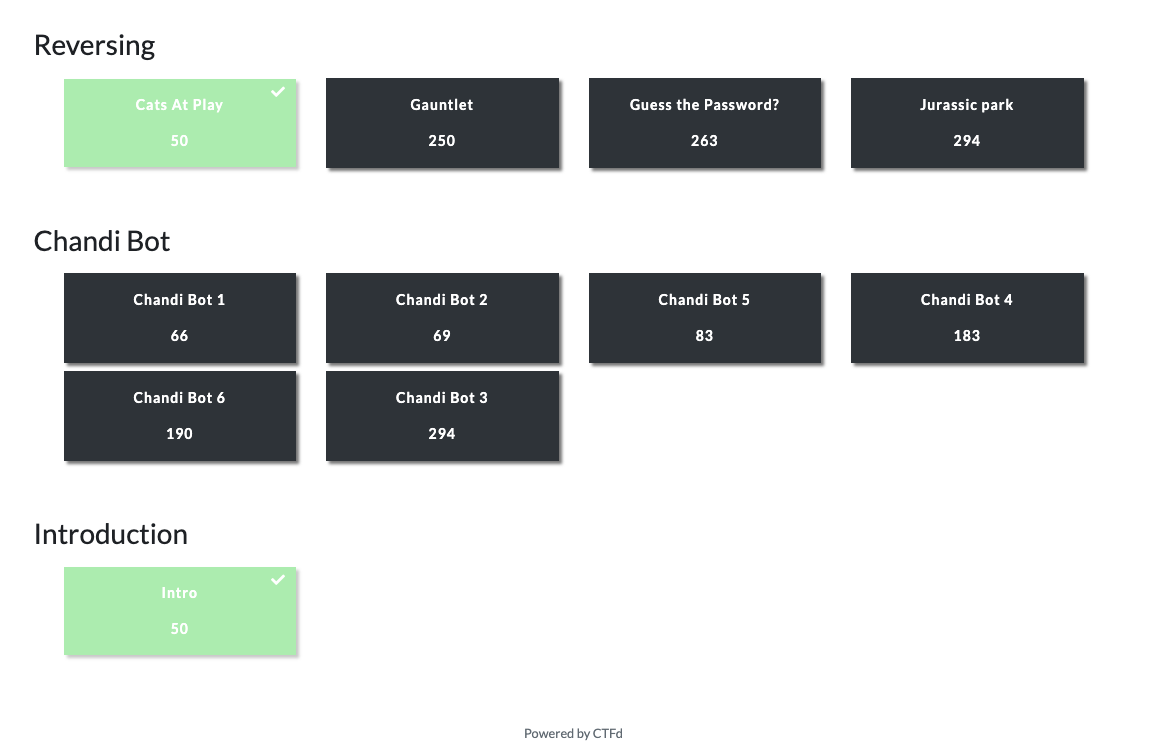 Reversing
Cats At Play
50
Gauntlet
250
Guess the Password?
263
Jurassic park
294
Chandi Bot
Chandi Bot 1
66
Chandi Bot 2
69
Chandi Bot 5
83
Chandi Bot 4
183
Chandi Bot 6
190
Chandi Bot 3
294
Introduction
Intro
50
Powered by CTFd